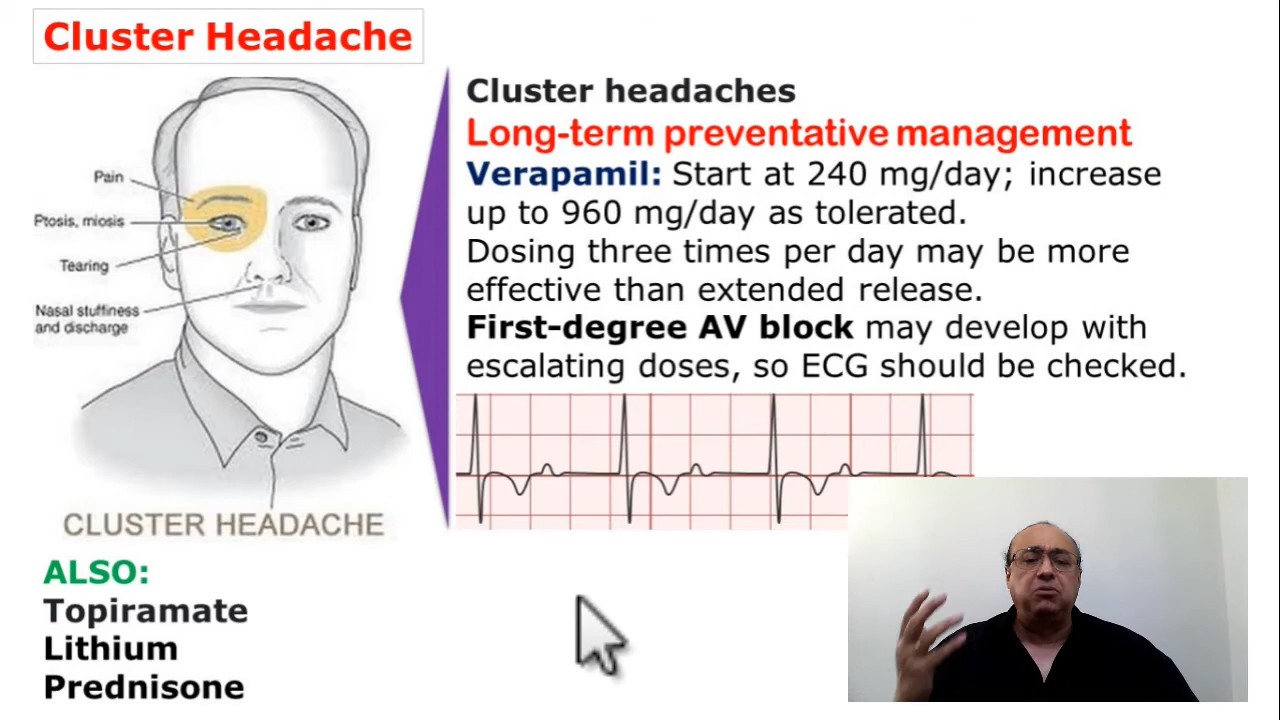 Cluster Headache
Pain
Ptosis, miosis
Tearing
Nasal stuffiness
and discharge
CLUSTER HEADACHE
Cluster headaches
Long-term preventative management
Verapamil: Start at 240 mg/day; increase
up to 960 mg/day as tolerated.
Dosing three times per day may be more
effective than extended release.
First-degree AV block may develop with
escalating doses, so ECG should be checked.
ALSO:
Topiramate
Lithium
Prednisone